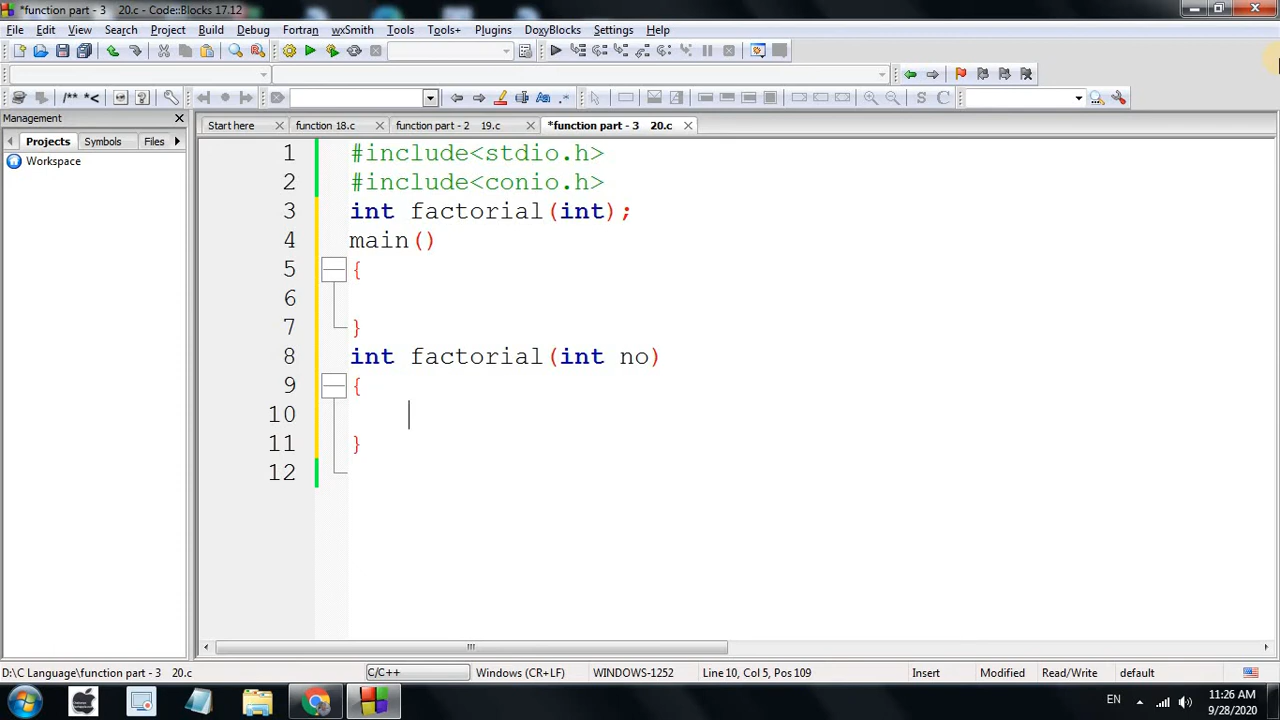 *function part - 3    20.c - Code::Blocks 17.12
File Edit View Search Project Build Debug Fortran wxSmith Tools Tools+ Plugins DoxyBlocks Settings Help
/** *<
Management
Projects Symbols Files
Workspace
Start here function 18.c function part - 2   19.c *function part - 3   20.c
1 #include<stdio.h>
2 #include<conio.h>
3 int factorial(int);
4 main()
5 {
6
7 }
8 int factorial(int no)
9 {
10
11 }
12
D:\C Language\function part - 3    20.c C/C++ Windows (CR+LF) WINDOWS-1252 Line 10, Col 5, Pos 109 Insert Modified Read/Write default
EN 11:26 AM
9/28/2020